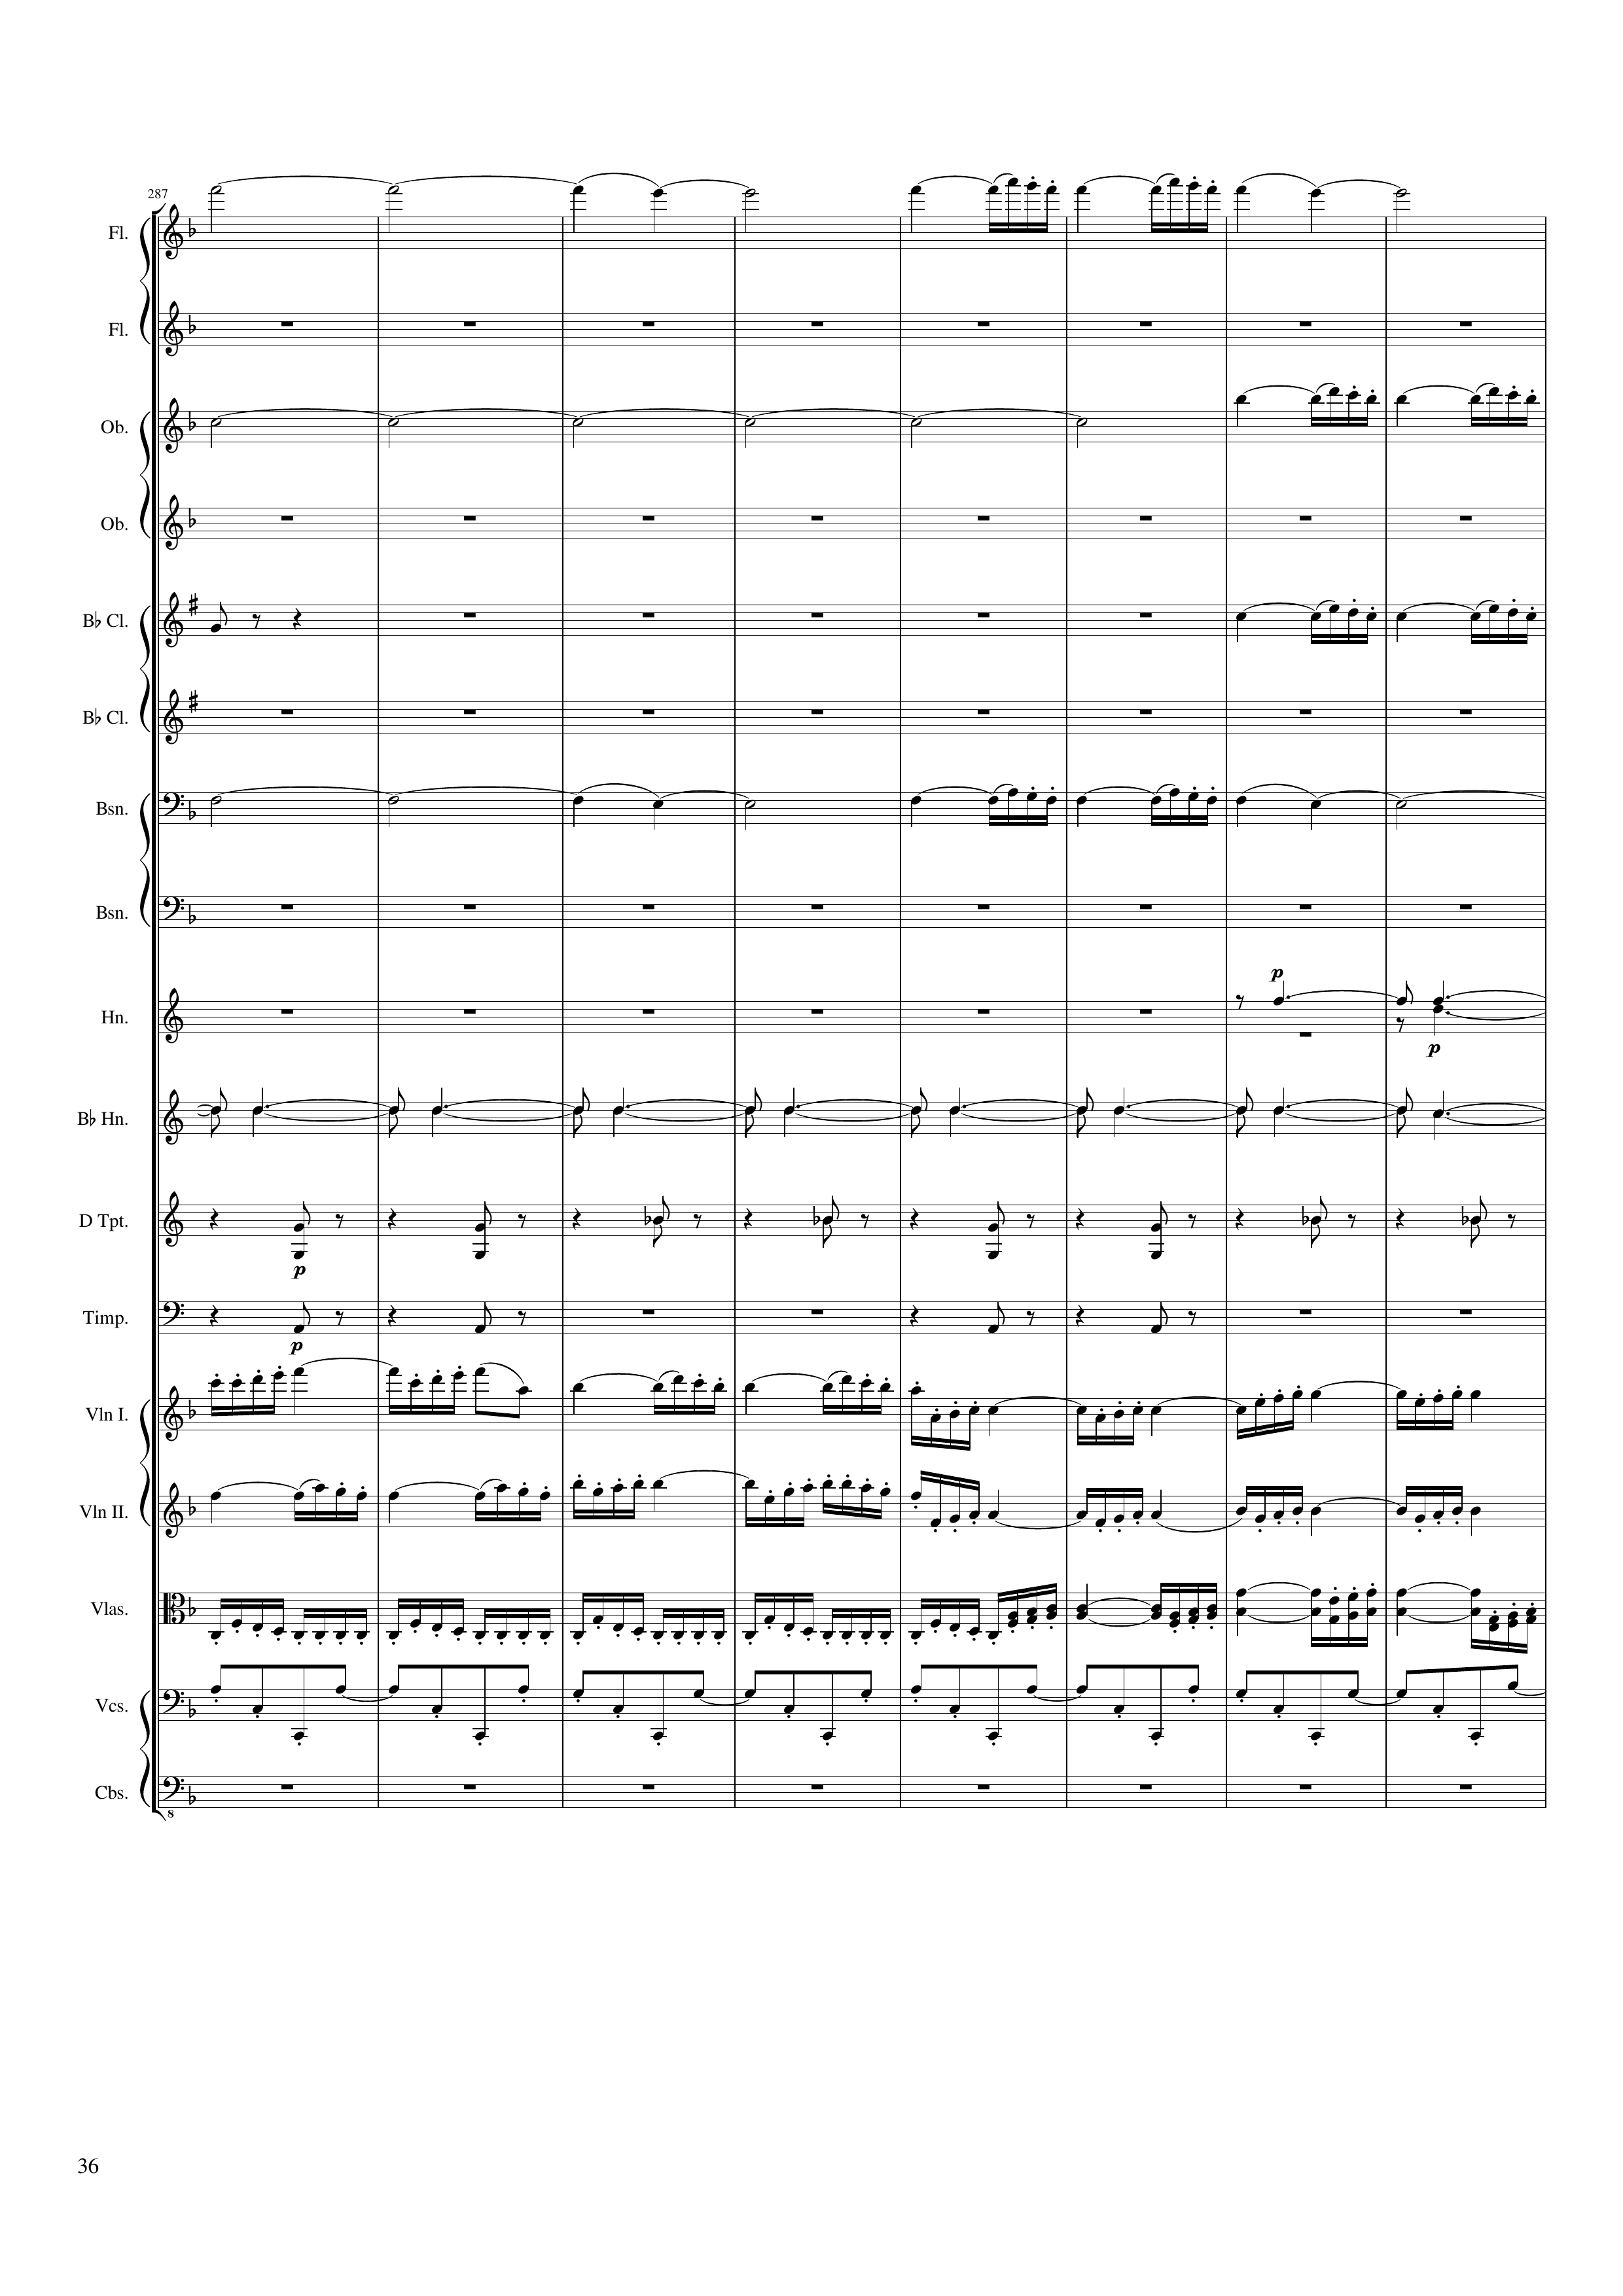 287
Fl.
Fl.
Ob.
Ob.
B♭ Cl.
B♭ Cl.
Bsn.
Bsn.
p
Hn.
p
B♭ Hn.
D Tpt.
p
Timp.
p
Vln I.
Vln II.
Vlas.
Vcs.
Cbs.
8
36